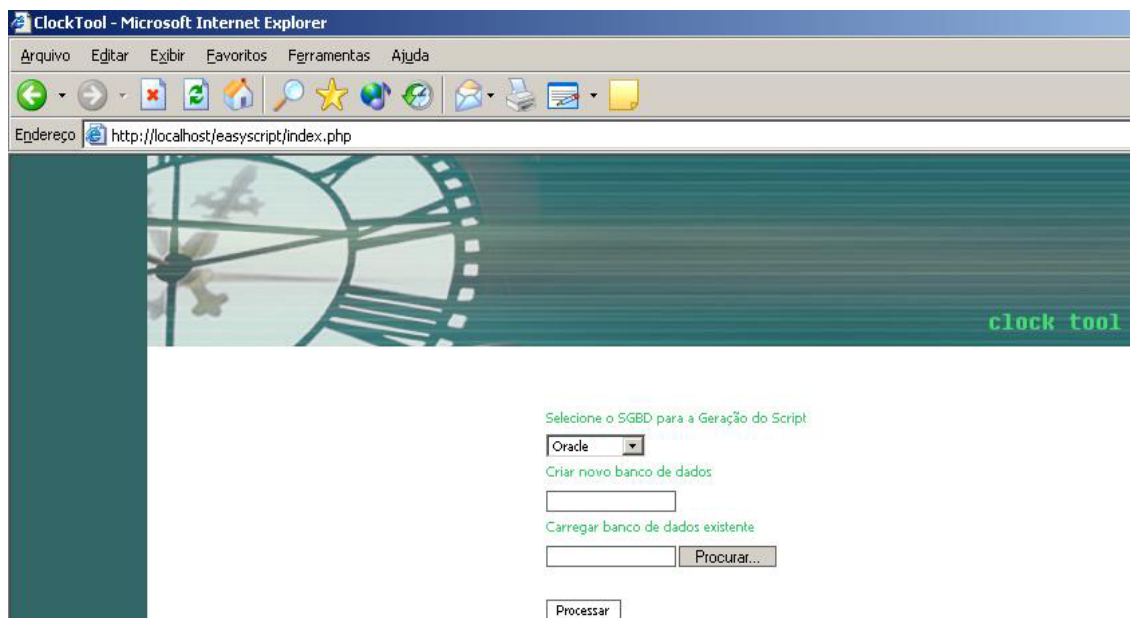 ClockTool - Microsoft Internet Explorer
Arquivo Editar Exibir Favoritos Ferramentas Ajuda
Endereço http://localhost/easyscript/index.php
clock tool
Selecione o SGBD para a Geração do Script
Oracle
Criar novo banco de dados
Carregar banco de dados existente
Procurar...
Processar